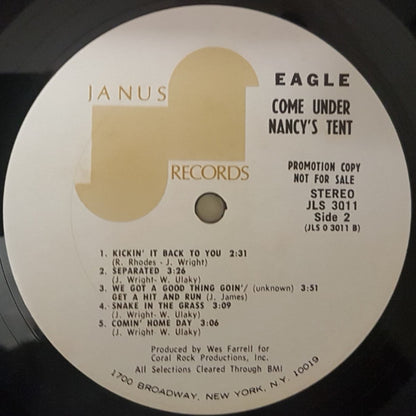 JANUS
RECORDS
EAGLE
COME UNDER
NANCY'S TENT
PROMOTION COPY
NOT FOR SALE
STEREO
JLS 3011
Side 2
(JLS 0 3011 B)
1. KICKIN' IT BACK TO YOU 2:31
(R. Rhodes - J. Wright)
2. SEPARATED 3:26
(J. Wright- W. Ulaky)
3. WE GOT A GOOD THING GOIN'/ (unknown) 3:51
GET A HIT AND RUN (J. James)
4. SNAKE IN THE GRASS 3:09
(J. Wright- W. Ulaky)
5. COMIN' HOME DAY 3:06
(J. Wright- W. Ulaky)
Produced by Wes Farrell for
Coral Rock Productions, Inc.
All Selections Cleared Through BMI
1700 BROADWAY, NEW YORK, N.Y. 10019